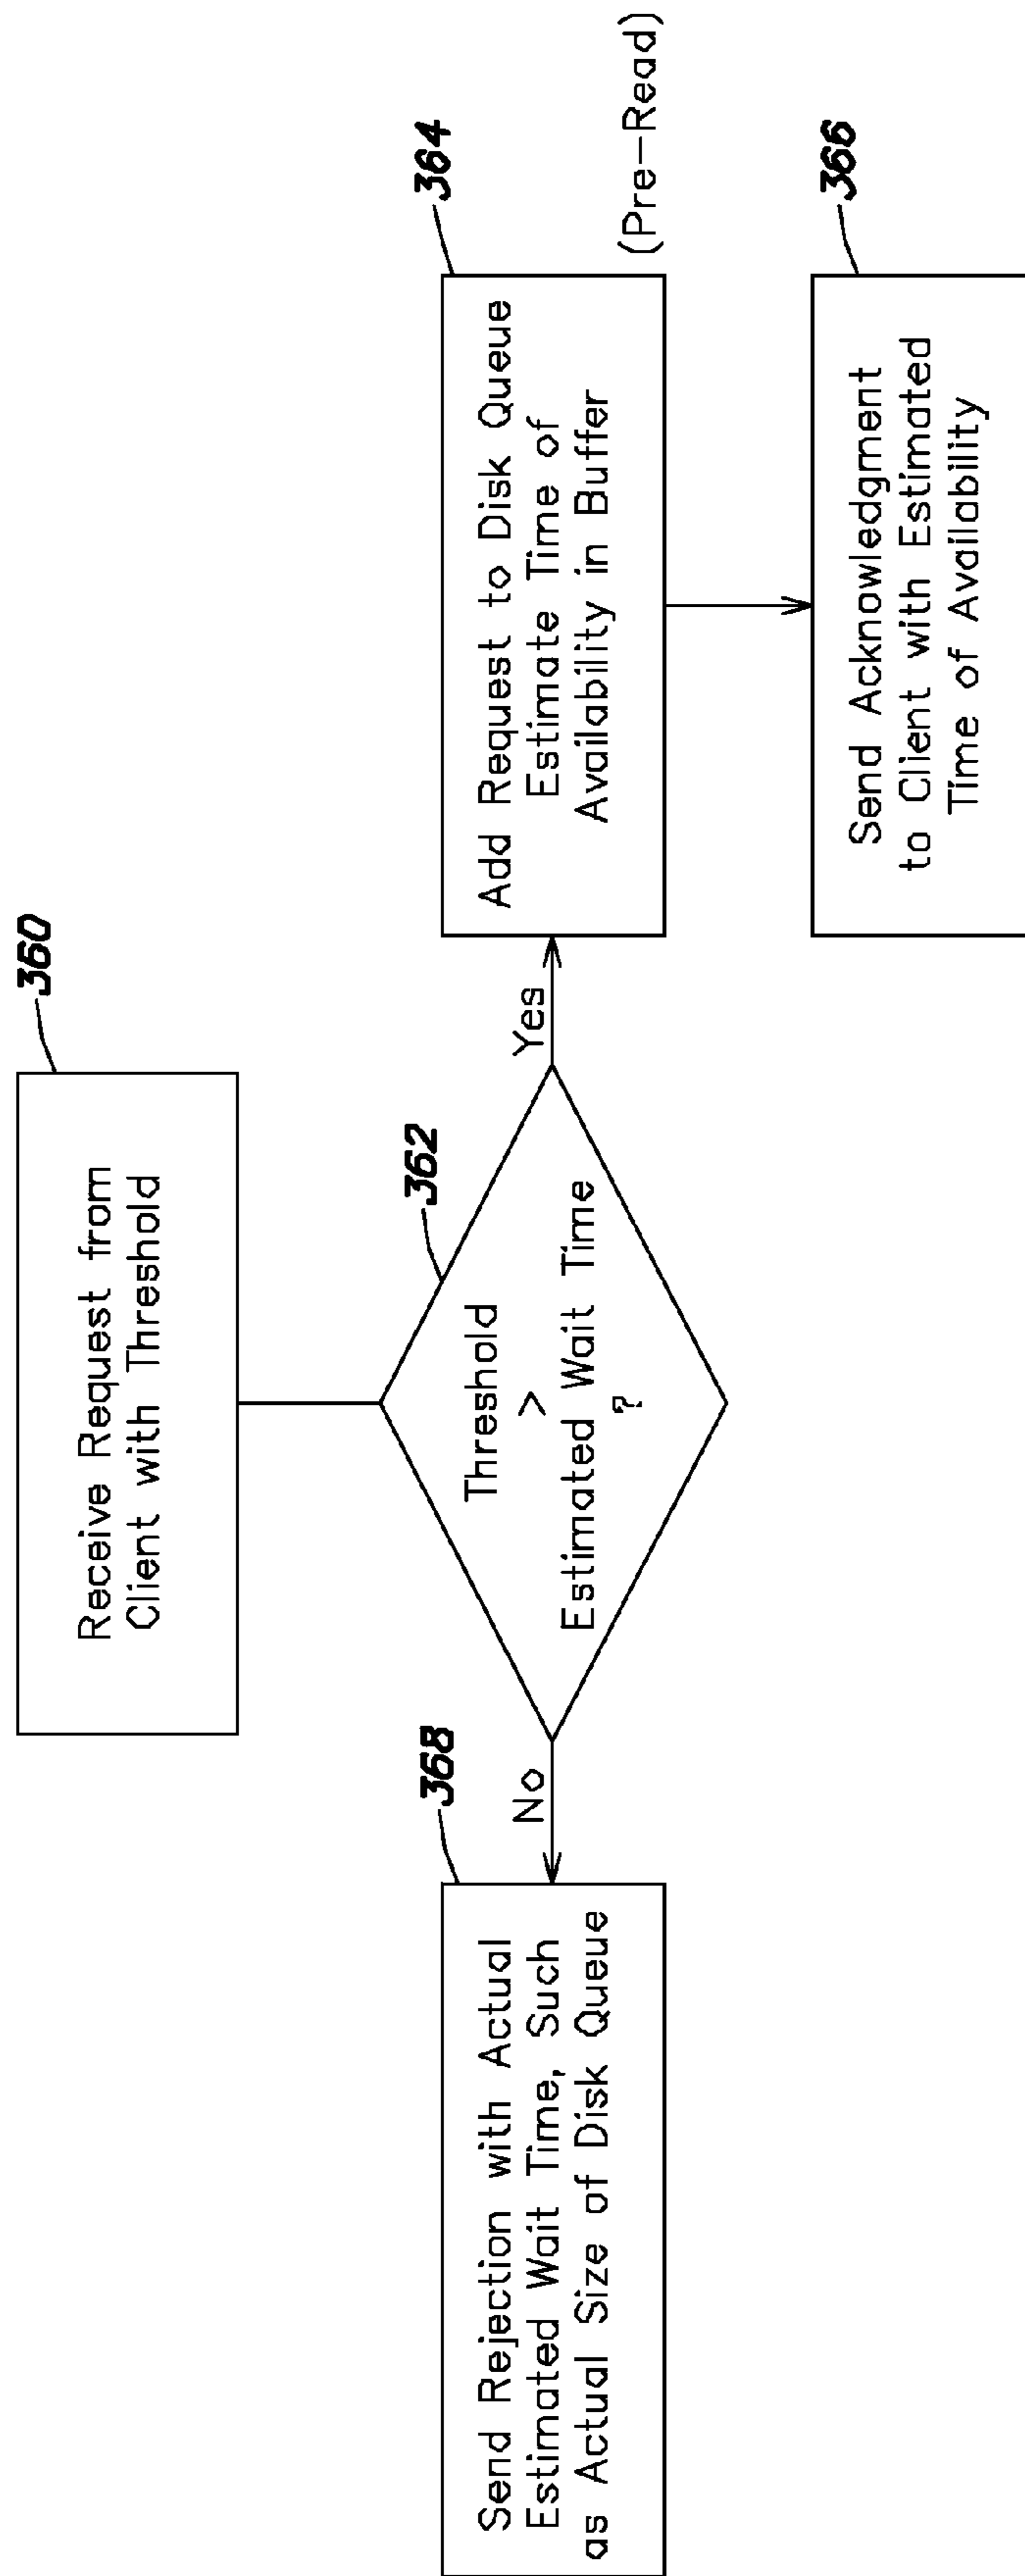 360
Receive Request from
Client with Threshold
362
Threshold
>
Estimated Wait Time
?
No
Yes
368
Send Rejection with Actual
Estimated Wait Time, Such
as Actual Size of Disk Queue
364
Add Request to Disk Queue
Estimate Time of
Availability in Buffer
(Pre-Read)
366
Send Acknowledgment
to Client with Estimated
Time of Availability